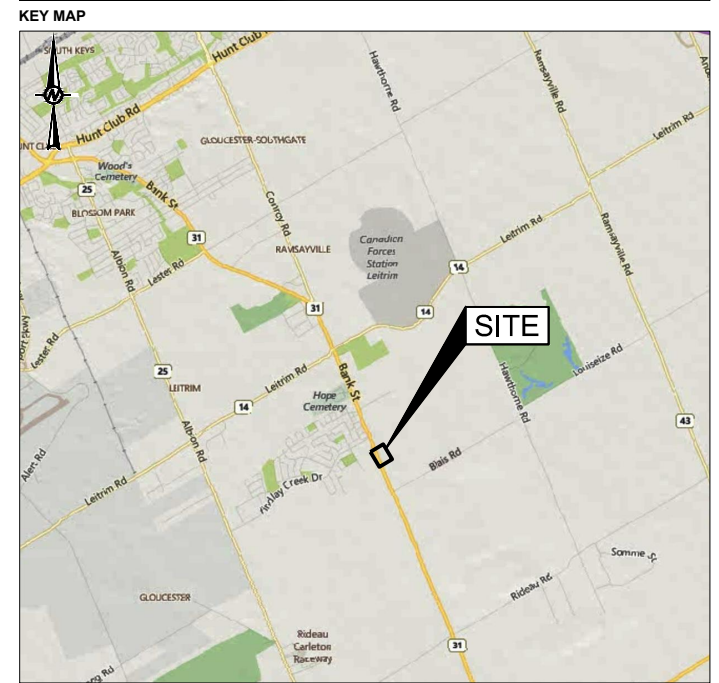 KEY MAP
SOUTH KEYS
Hunt Club
Hawthorne Rd
Ramsayville Rd
N
Hunt Club Rd
GLOUCESTER-SOUTHGATE
Leitrim Rd
Wood's
Cemetery
25
Bank St
BLOSSOM PARK
Conroy Rd
31
RAMSAYVILLE
Canadian
Forces
Station
Leitrim
Leitrim Rd
Ramsayville Rd
Albion Rd
Lester Rd
14
31
14
SITE
Lester Rd
25
LEITRIM
Leitrim Rd
Bank St
Louiseize Rd
Hawthorne Rd
Hope
Cemetery
14
43
Albion Rd
Alert Rd
Blais Rd
Findlay Creek Dr
Leitrim Rd
Somme St
Rideau Rd
GLOUCESTER
Rideau
Carleton
Raceway
31